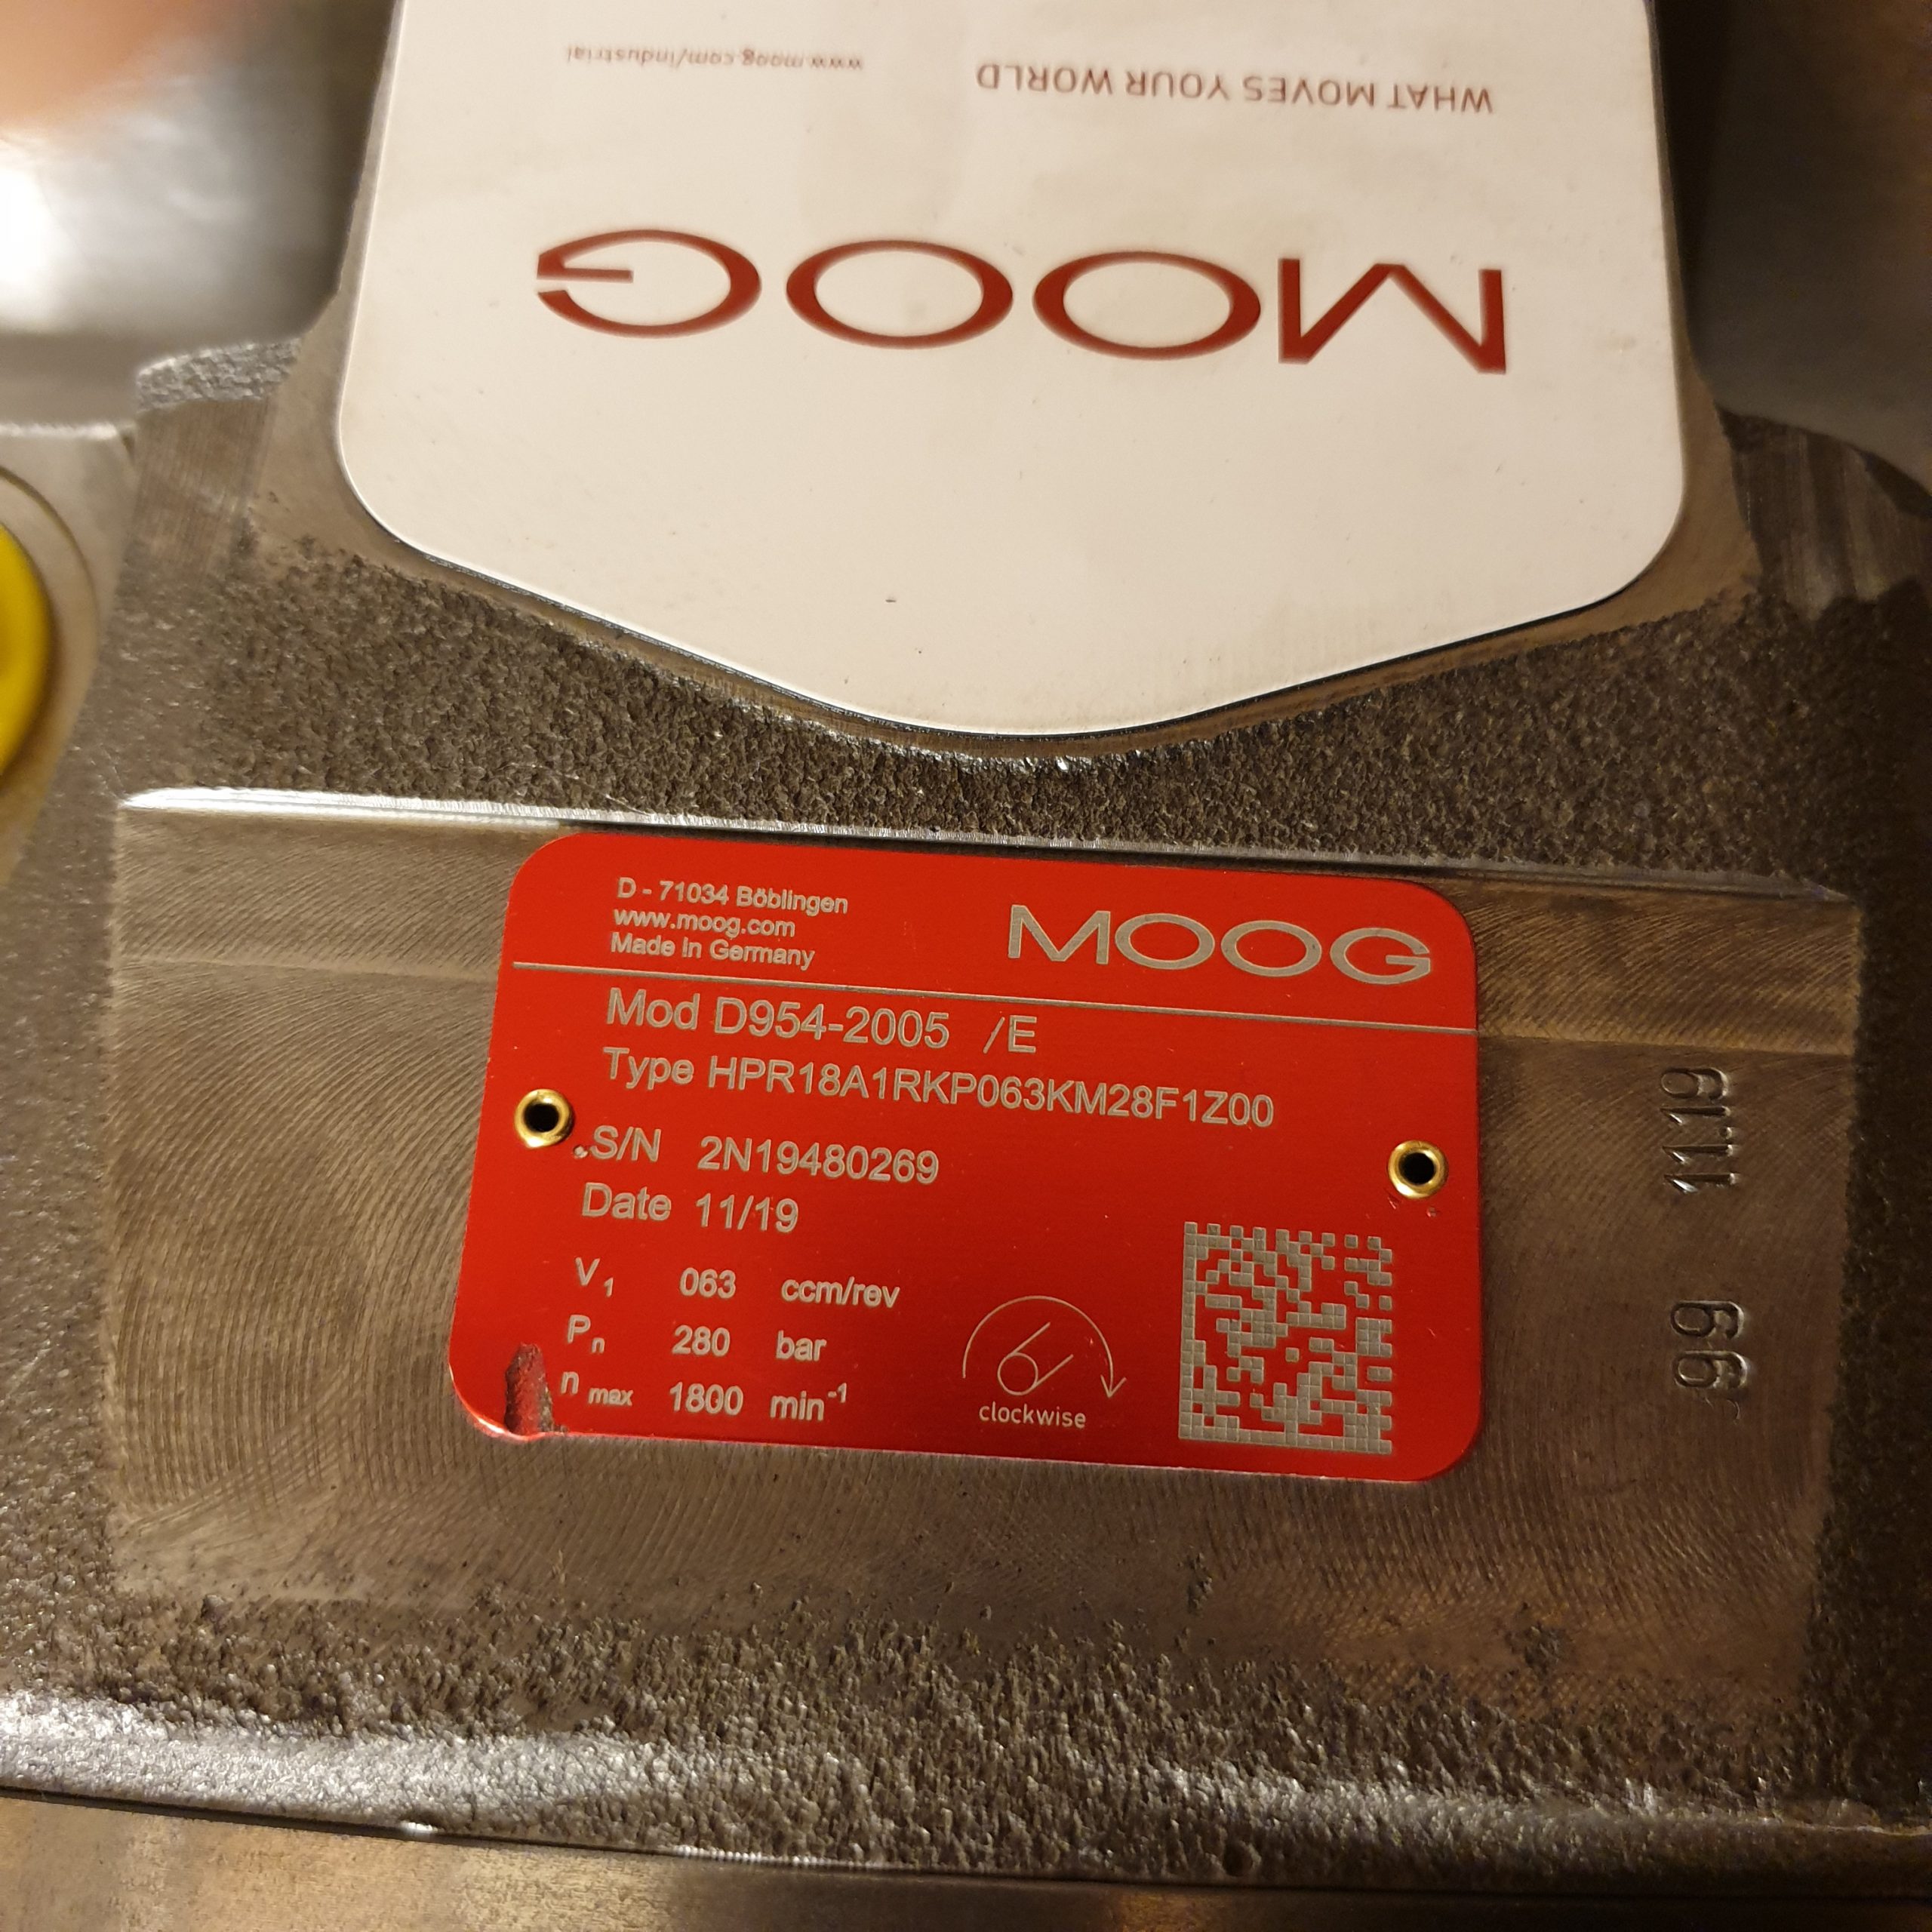 WHAT MOVES YOUR WORLD
www.moog.com/industrial
MOOG
D - 71034 Böblingen
www.moog.com
Made in Germany
MOOG
Mod D954-2005 /E
Type HPR18A1RKP063KM28F1Z00
S/N 2N19480269
Date 11/19
V1 063 ccm/rev
Pn 280 bar
n max 1800 min-1
clockwise
11.19